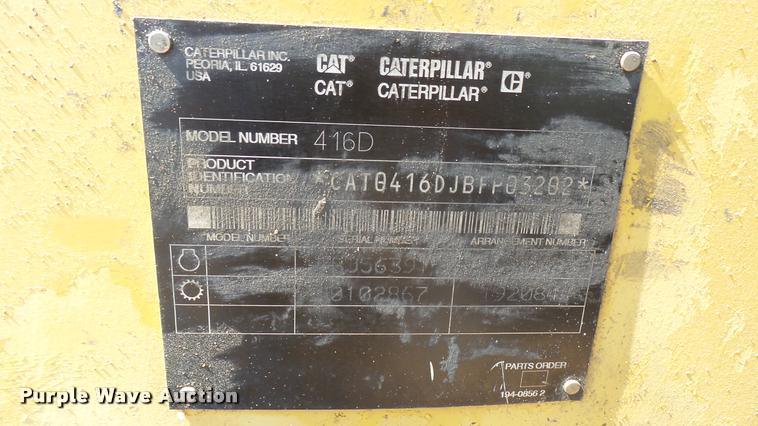 CATERPILLAR INC.
PEORIA, IL. 61629
USA
CAT® CATERPILLAR® C®
CAT® CATERPILLAR®
MODEL NUMBER 416D
PRODUCT
IDENTIFICATION *CAT0416DJBFP03202*
NUMBER
MODEL NUMBER SERIAL NUMBER ARRANGEMENT NUMBER
PARTS ORDER
194-0856 2
Purple Wave Auction